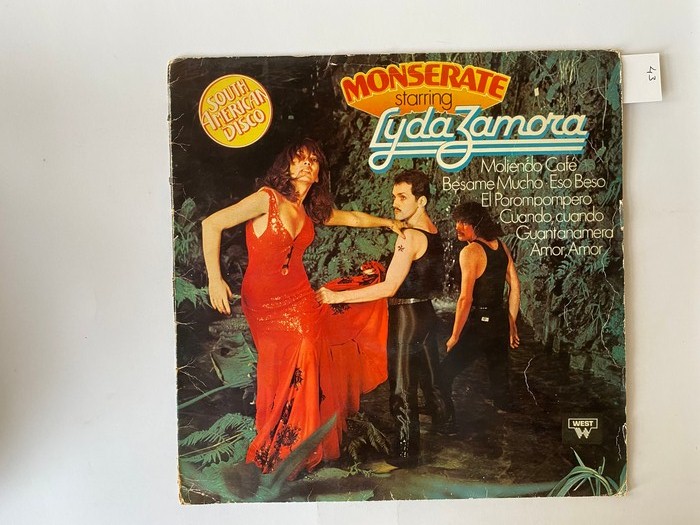 SOUTH
AMERICAN
DISCO
MONSERATE
starring
Lyda Zamora
Moliendo Café
Bésame Mucho · Eso Beso
El Porompompero
Cuando, cuando
Guantanamera
Amor, Amor
WEST
W
43